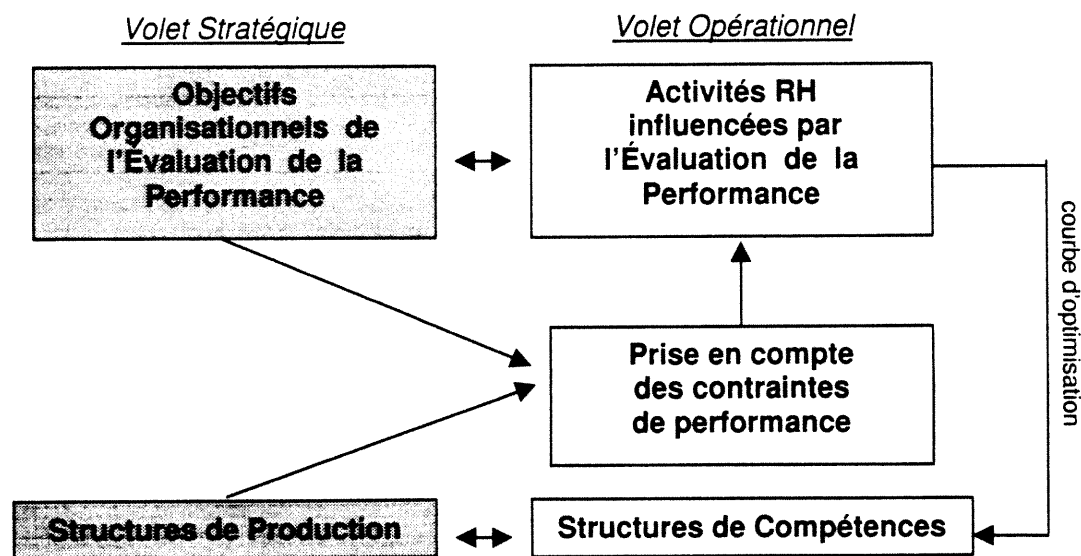 Volet Stratégique
Volet Opérationnel
Objectifs
Organisationnels de
l'Évaluation de la
Performance
Activités RH
influencées par
l'Évaluation de la
Performance
courbe d'optimisation
Prise en compte
des contraintes
de performance
Structures de Production
Structures de Compétences